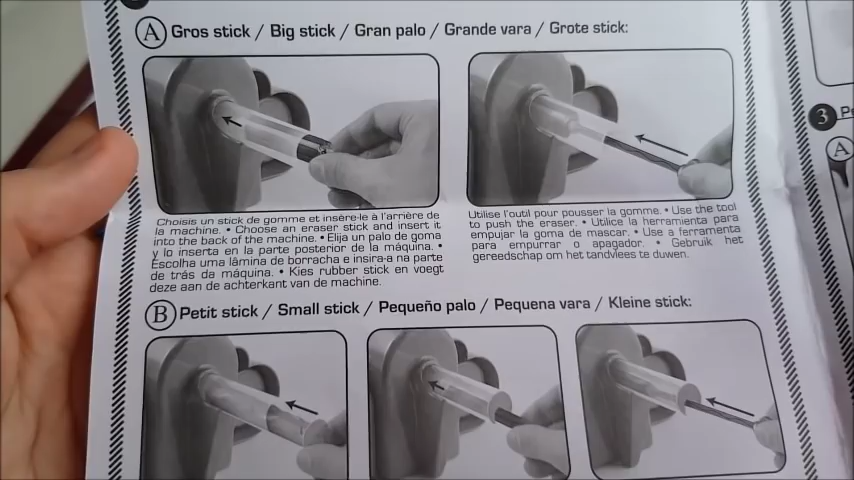 A Gros stick / Big stick / Gran palo / Grande vara / Grote stick:
Choisis un stick de gomme et insère-le à l'arrière de
la machine. • Choose an eraser stick and insert it
into the back of the machine. • Elija un palo de goma
y lo inserta en la parte posterior de la máquina. •
Escolha uma lâmina de borracha e insira-a na parte
de trás da máquina. • Kies rubber stick en voegt
deze aan de achterkant van de machine.
Utilise l'outil pour pousser la gomme. • Use the tool
to push the eraser. • Utilice la herramienta para
empujar la goma de mascar. • Use a ferramenta
para empurrar o apagador. • Gebruik het
gereedschap om het tandvlees te duwen.
B Petit stick / Small stick / Pequeño palo / Pequena vara / Kleine stick:
3
A